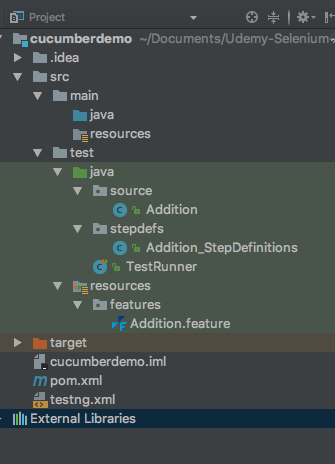 Project
cucumberdemo ~/Documents/Udemy-Selenium-
.idea
src
main
java
resources
test
java
source
Addition
stepdefs
Addition_StepDefinitions
TestRunner
resources
features
Addition.feature
target
cucumberdemo.iml
pom.xml
testng.xml
External Libraries